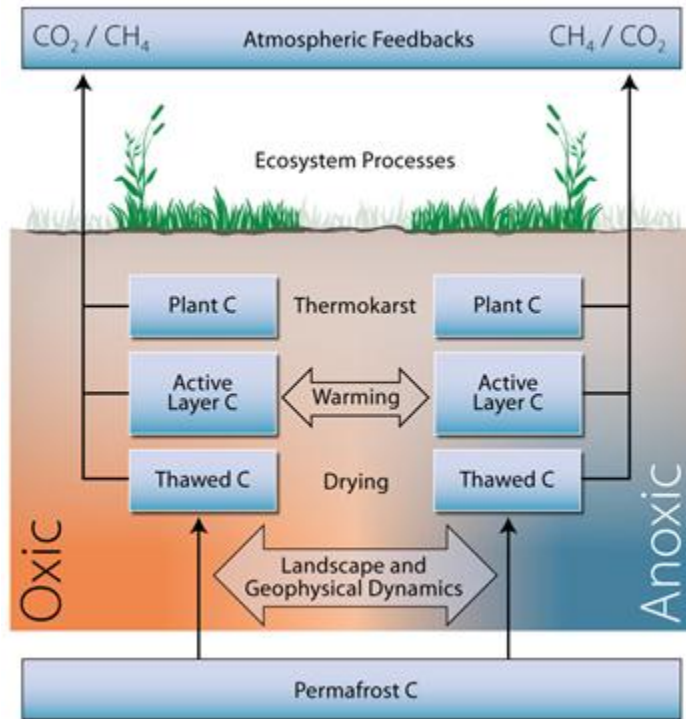 CO₂ / CH₄ Atmospheric Feedbacks CH₄ / CO₂
Ecosystem Processes
Plant C Thermokarst Plant C
Active
Layer C
Warming
Active
Layer C
Thawed C Drying Thawed C
Oxic
Landscape and
Geophysical Dynamics
Anoxic
Permafrost C